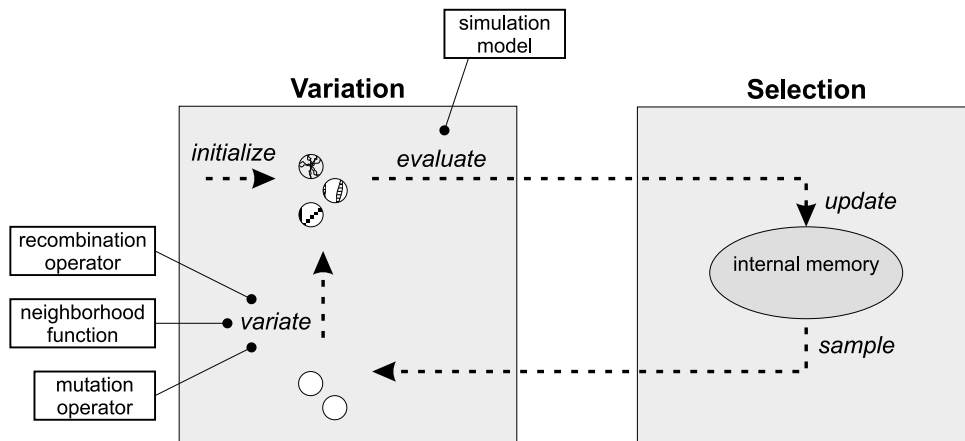 simulation
model
Variation
Selection
initialize
evaluate
update
recombination
operator
internal memory
neighborhood
function
variate
sample
mutation
operator